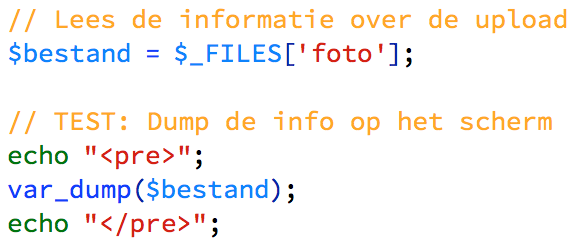 // Lees de informatie over de upload
$bestand = $_FILES['foto'];
// TEST: Dump de info op het scherm
echo "<pre>";
var_dump($bestand);
echo "</pre>";